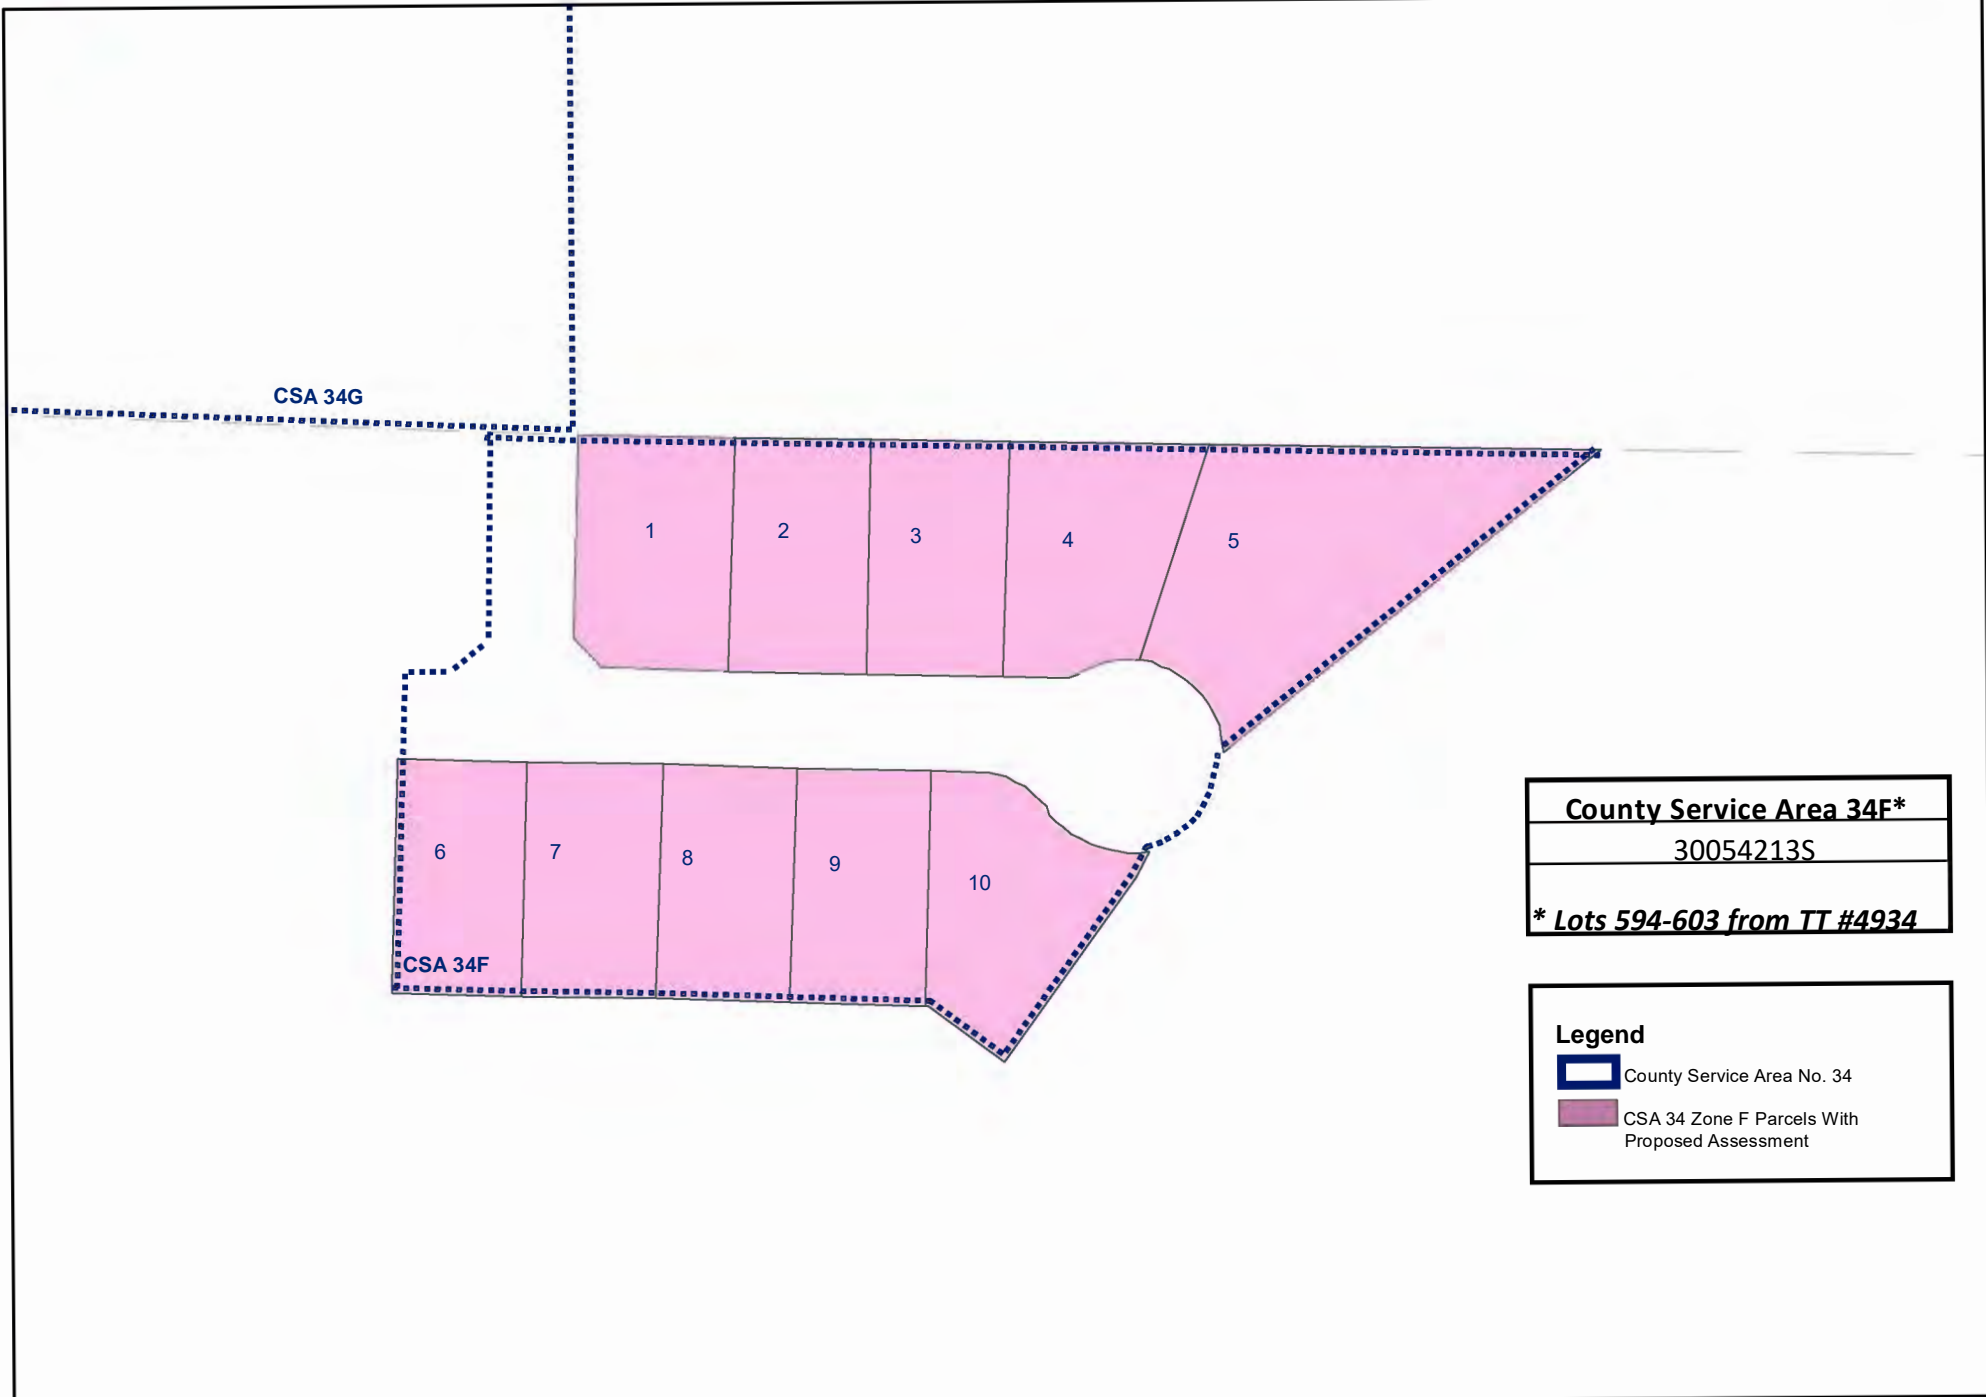 CSA 34G
1
2
3
4
5
6
7
8
9
10
CSA 34F
County Service Area 34F*
30054213S
* Lots 594-603 from TT #4934
Legend
County Service Area No. 34
CSA 34 Zone F Parcels With
Proposed Assessment